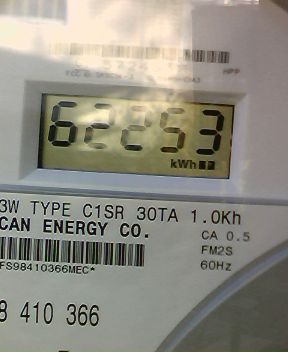 62253
kWh
3W TYPE C1SR 30TA 1.0Kh
CAN ENERGY CO.
CA 0.5
FM2S
60Hz
FS98410366MEC*
8 410 366